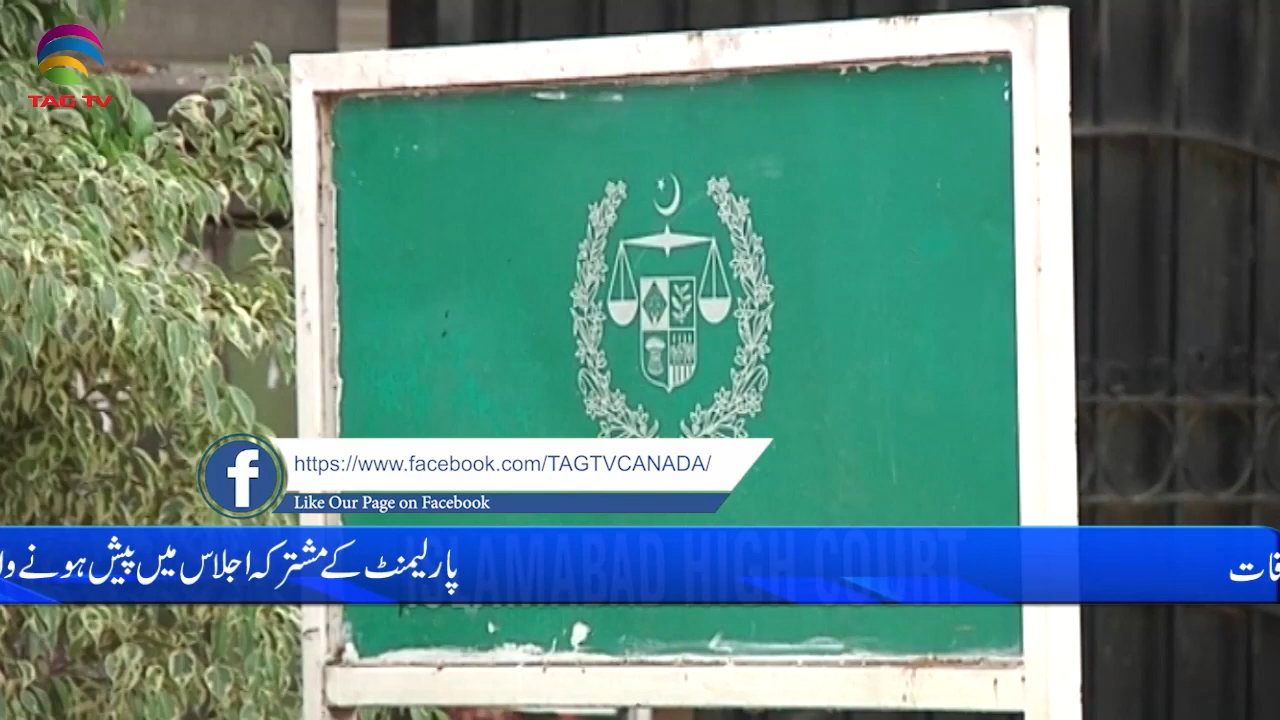 TAG TV
https://www.facebook.com/TAGTVCANADA/
Like Our Page on Facebook
ISLAMABAD HIGH COURT
پارلیمنٹ کے مشترکہ اجلاس میں پیش ہونے